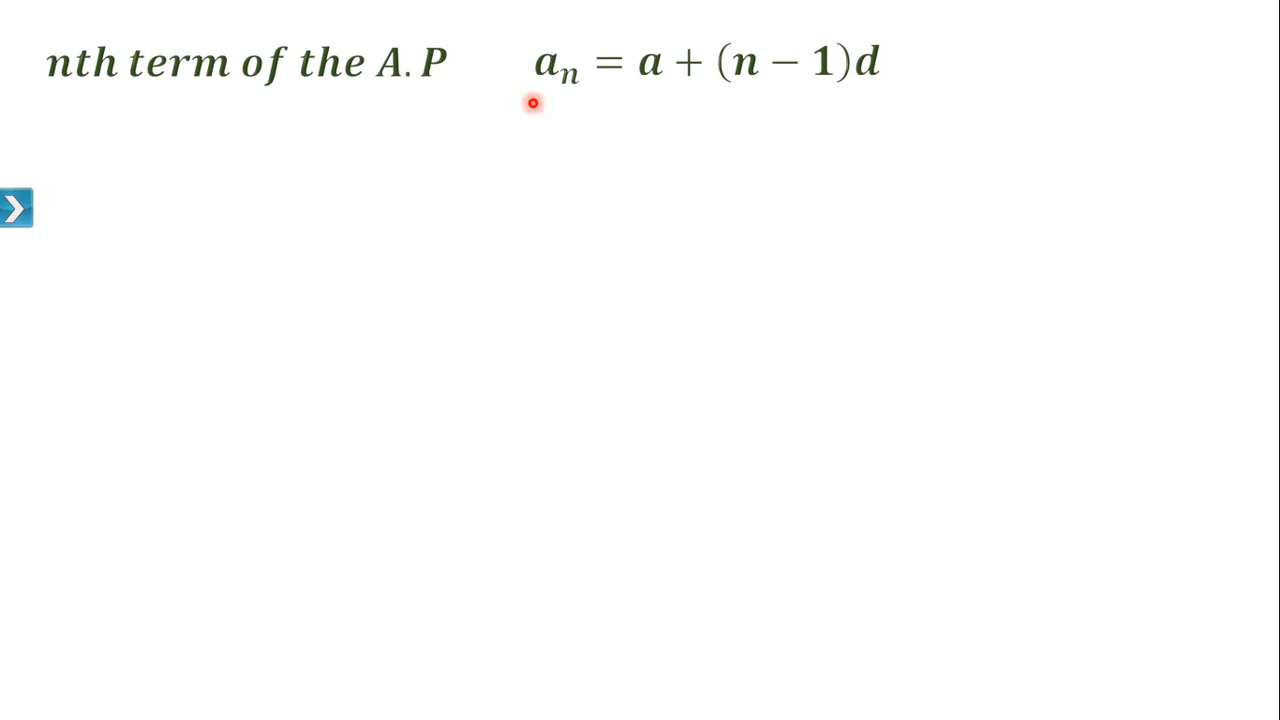 nth term of the A.P aₙ = a + (n − 1)d